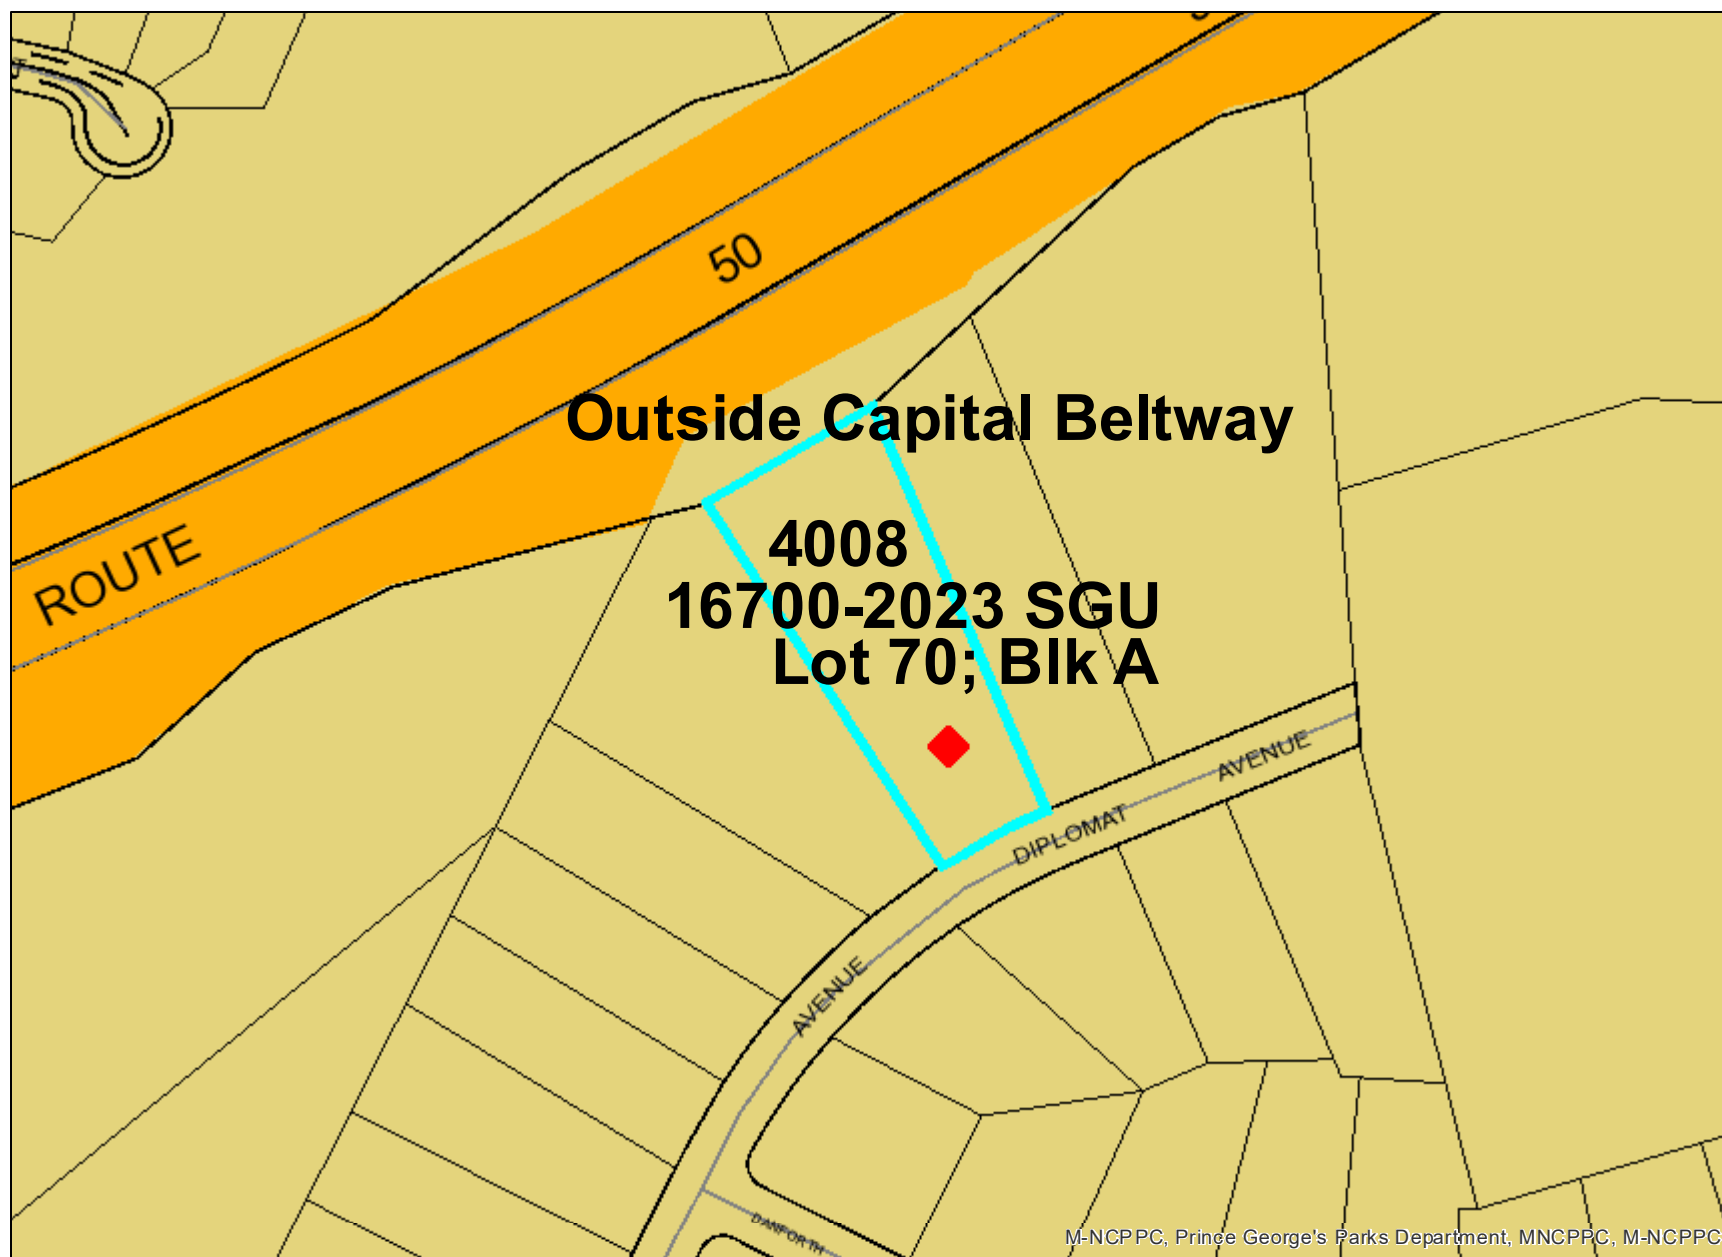 50
Outside Capital Beltway
ROUTE
4008
16700-2023 SGU
Lot 70; Blk A
DIPLOMAT AVENUE
AVENUE
DANFORTH
M-NCPPC, Prince George's Parks Department, MNCPPC, M-NCPPC